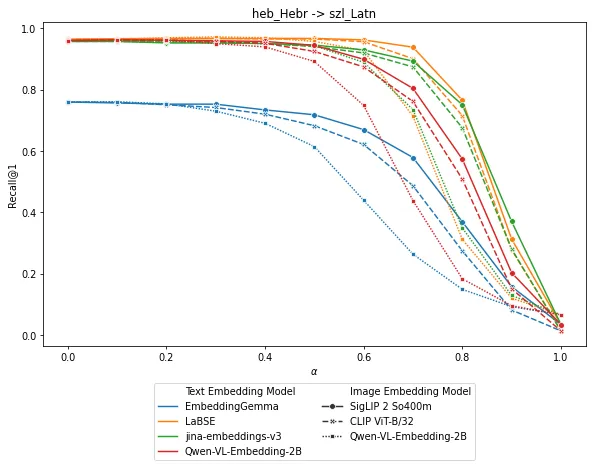 heb_Hebr -> szl_Latn
Recall@1
1.0
0.8
0.6
0.4
0.2
0.0
0.0 0.2 0.4 0.6 0.8 1.0
α
Text Embedding Model
EmbeddingGemma
LaBSE
jina-embeddings-v3
Qwen-VL-Embedding-2B
Image Embedding Model
SigLIP 2 So400m
CLIP ViT-B/32
Qwen-VL-Embedding-2B